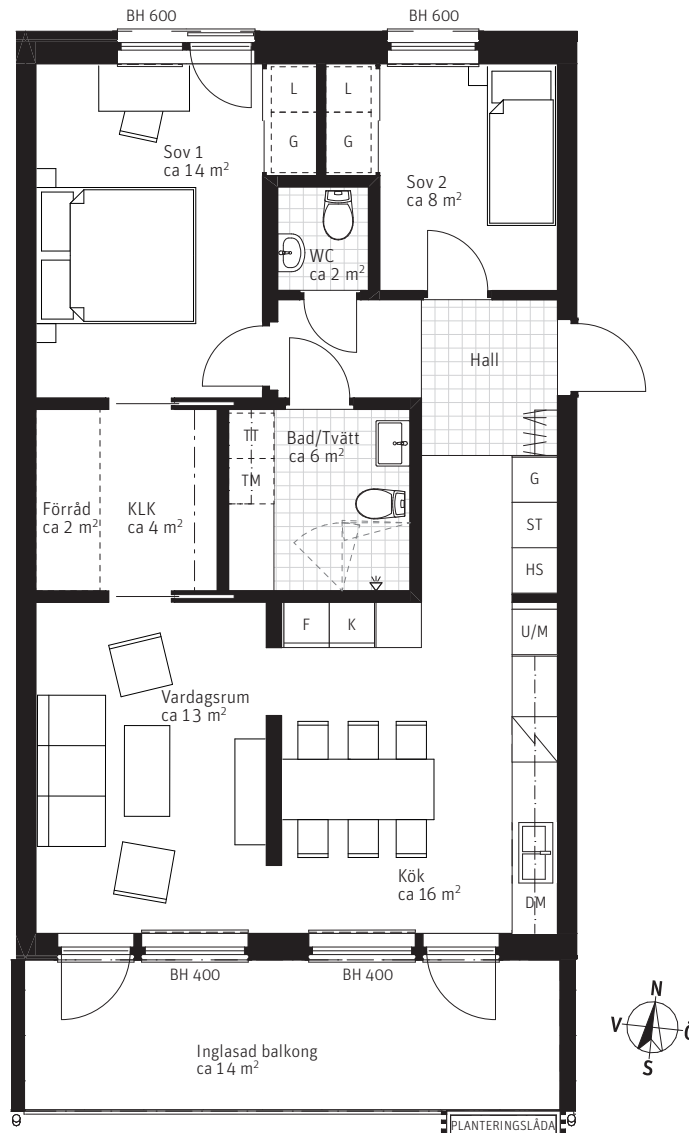 BH 600
BH 600
L
L
G
G
Sov 1
ca 14 m²
Sov 2
ca 8 m²
WC
ca 2 m²
Hall
TT
TM
Bad/Tvätt
ca 6 m²
Förråd
ca 2 m²
KLK
ca 4 m²
G
ST
HS
F
K
U/M
Vardagsrum
ca 13 m²
Kök
ca 16 m²
DM
BH 400
BH 400
N
V
Ö
S
Inglasad balkong
ca 14 m²
PLANTERINGSLÅDA